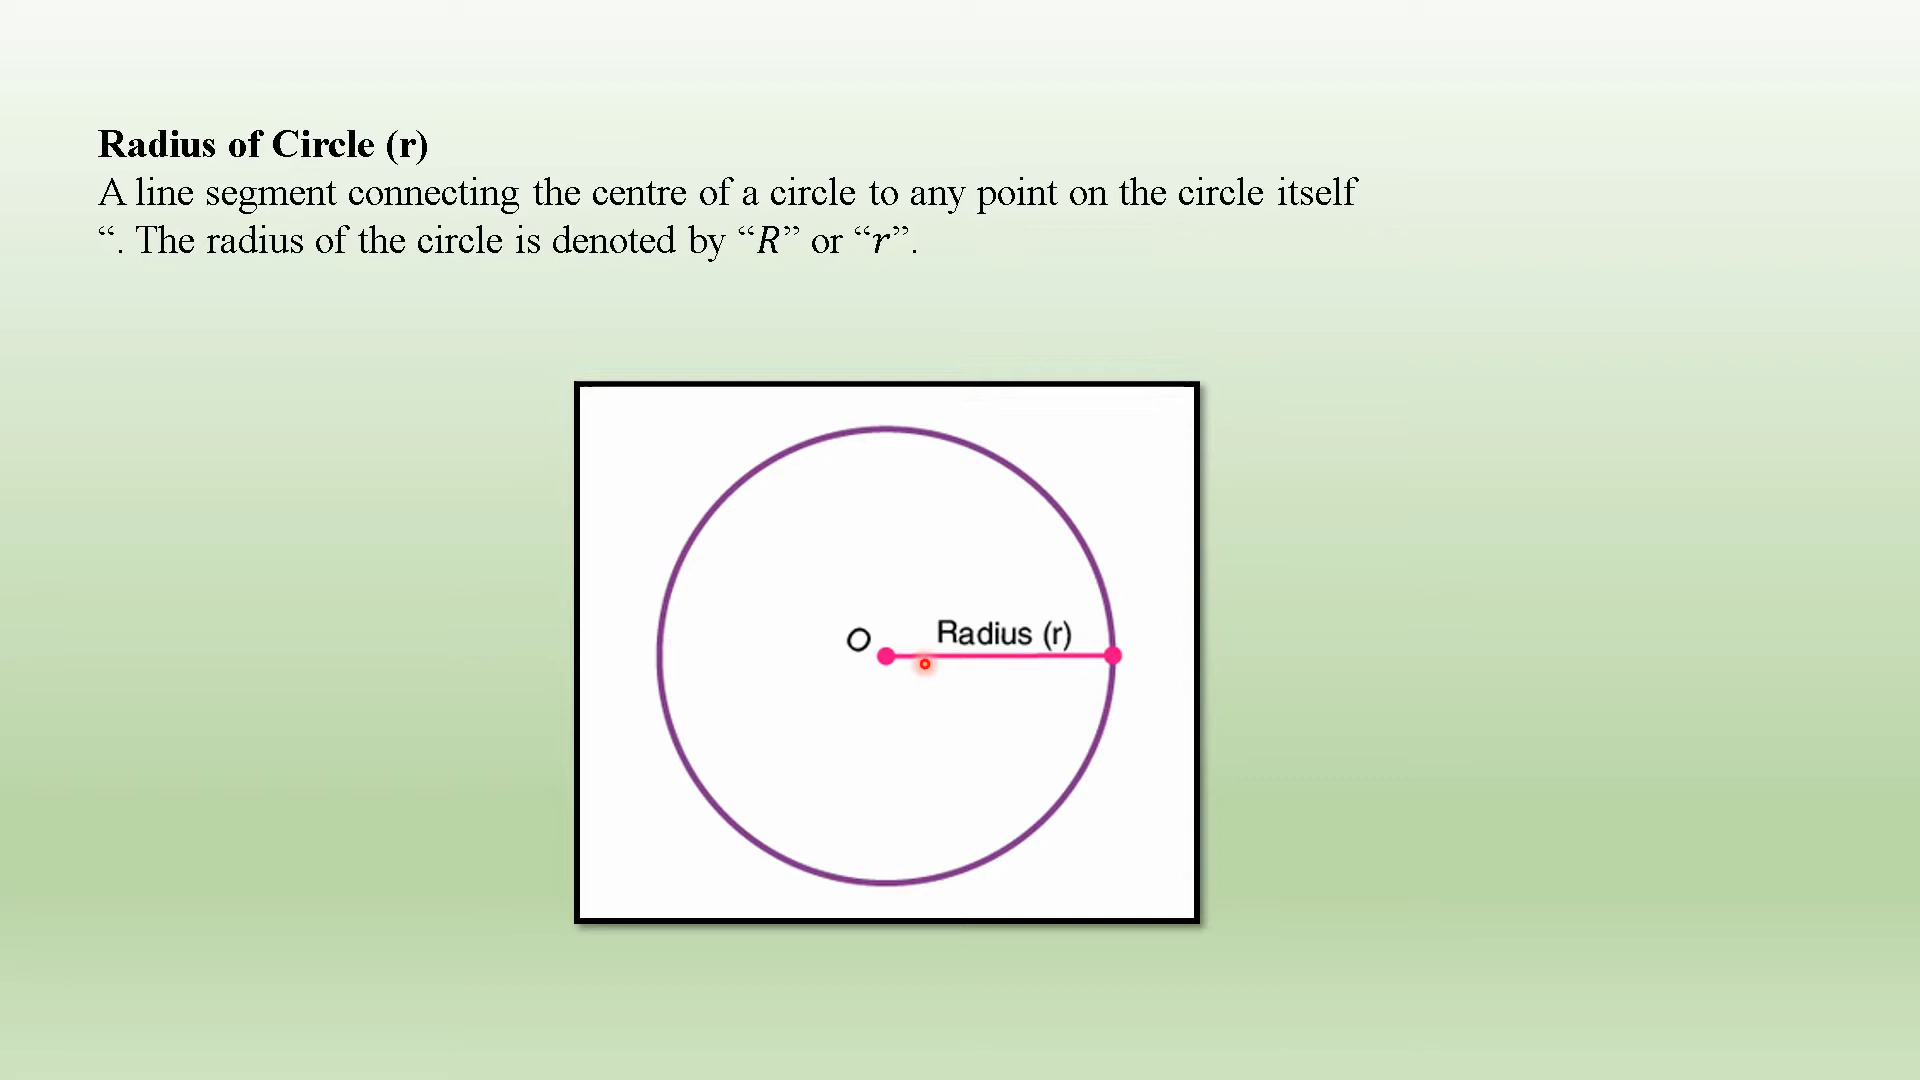 Radius of Circle (r)
A line segment connecting the centre of a circle to any point on the circle itself
“. The radius of the circle is denoted by “R” or “r”.
O
Radius (r)